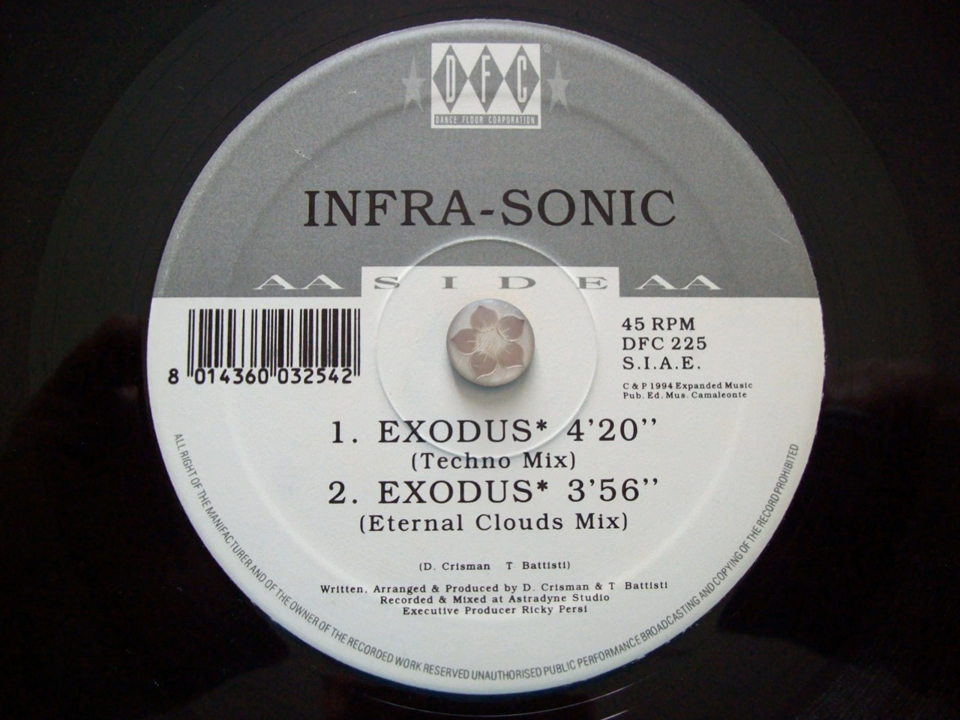 DFC
DANCE FLOOR CORPORATION
INFRA-SONIC
AA SIDE AA
8 014360 032542
45 RPM
DFC 225
S.I.A.E.
C & P 1994 Expanded Music
Pub. Ed. Mus. Camaleonte
1. EXODUS* 4'20''
(Techno Mix)
2. EXODUS* 3'56''
(Eternal Clouds Mix)
(D. Crisman T Battisti)
Written, Arranged & Produced by D. Crisman & T Battisti
Recorded & Mixed at Astradyne Studio
Executive Producer Ricky Persi
ALL RIGHT OF THE MANIFACTURER AND OF THE OWNER OF THE RECORDED WORK RESERVED UNAUTHORISED PUBLIC PERFORMANCE BROADCASTING AND COPYING OF THE RECORD PROHIBITED